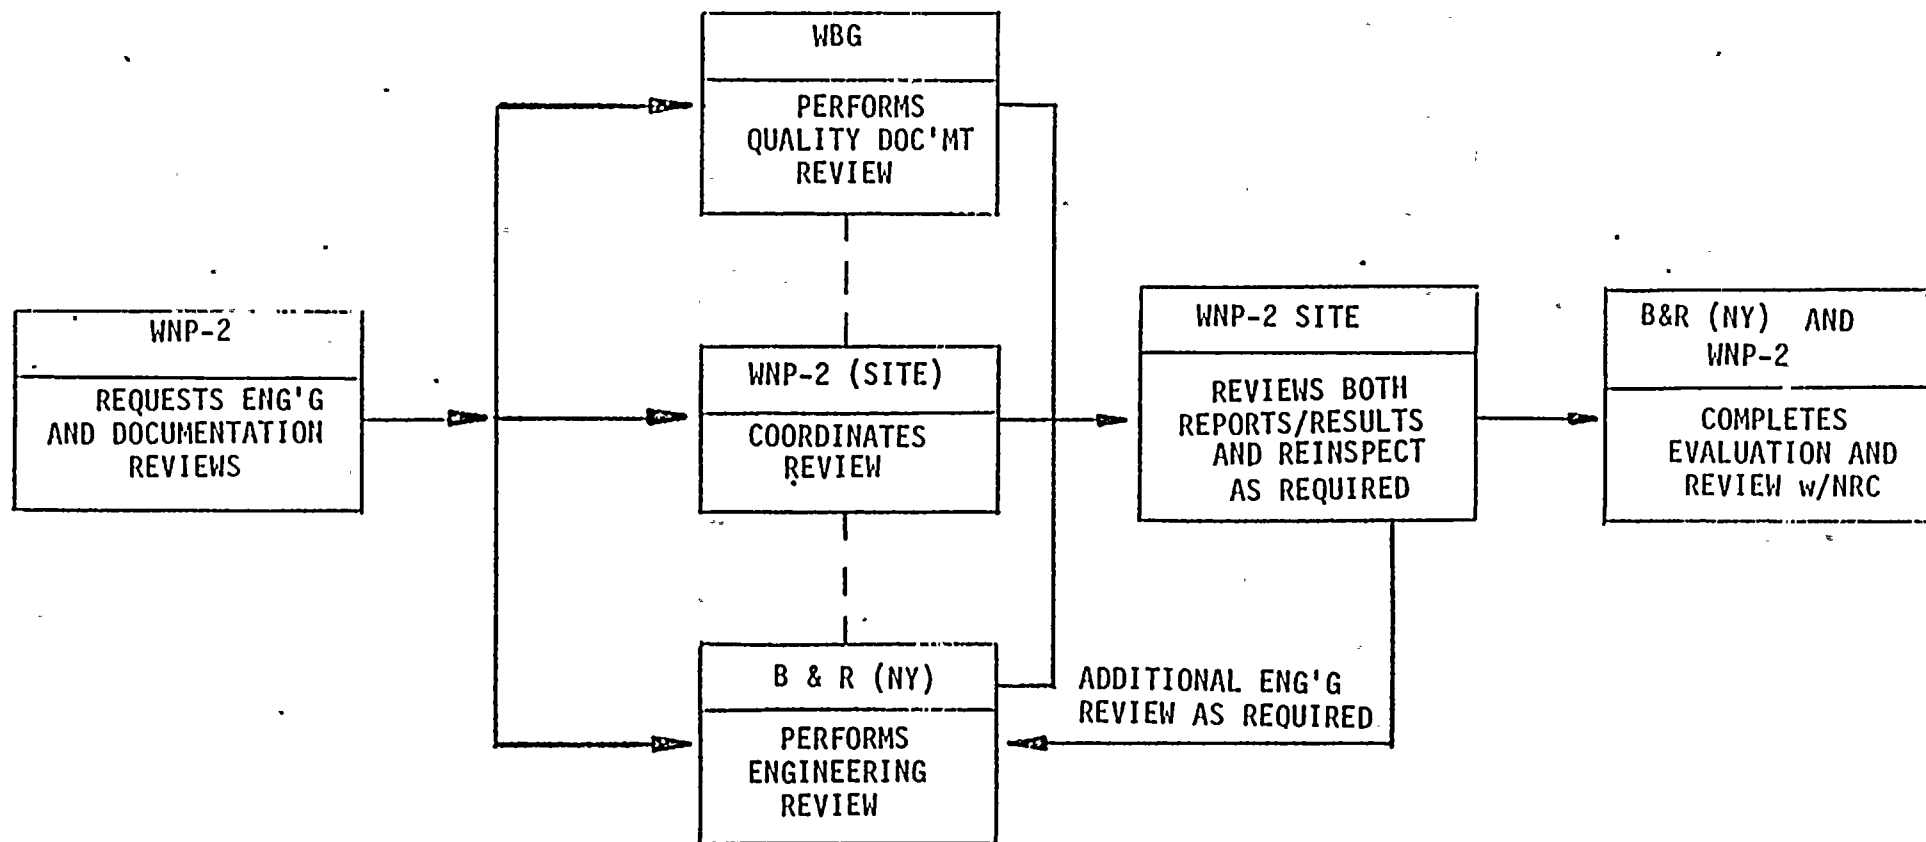 WBG
PERFORMS
QUALITY DOC'MT
REVIEW
WNP-2
REQUESTS ENG'G
AND DOCUMENTATION
REVIEWS
WNP-2 (SITE)
COORDINATES
REVIEW
B & R (NY)
PERFORMS
ENGINEERING
REVIEW
WNP-2 SITE
REVIEWS BOTH
REPORTS/RESULTS
AND REINSPECT
AS REQUIRED
ADDITIONAL ENG'G
REVIEW AS REQUIRED
B&R (NY) AND
WNP-2
COMPLETES
EVALUATION AND
REVIEW w/NRC